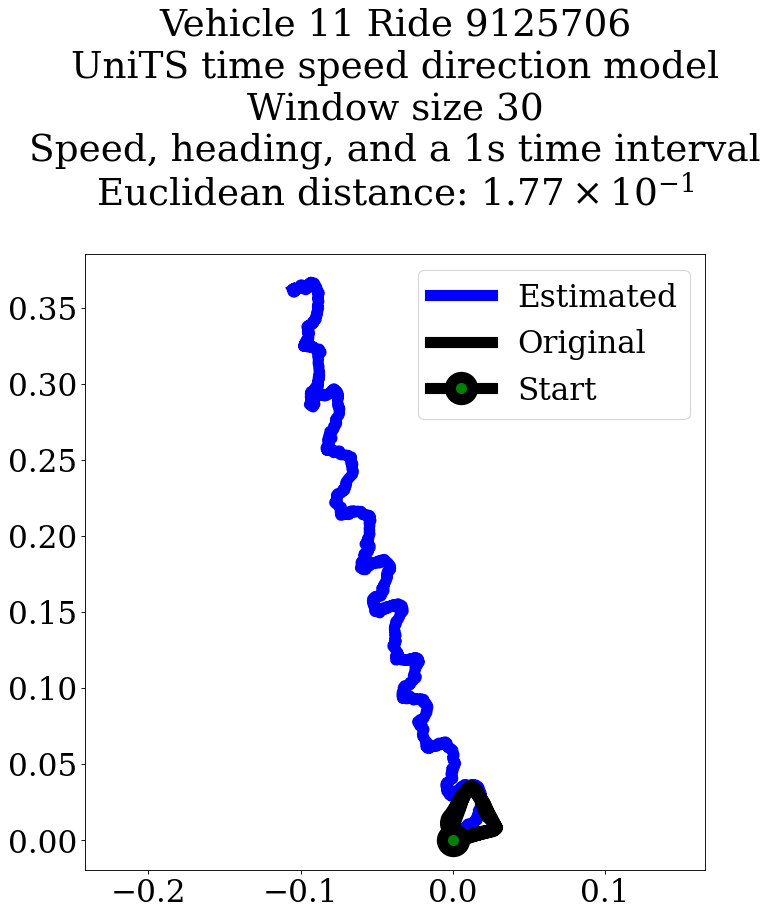 Vehicle 11 Ride 9125706
UniTS time speed direction model
Window size 30
Speed, heading, and a 1s time interval
Euclidean distance: 1.77 × 10⁻¹
Estimated
Original
Start
0.35
0.30
0.25
0.20
0.15
0.10
0.05
0.00
−0.2 −0.1 0.0 0.1